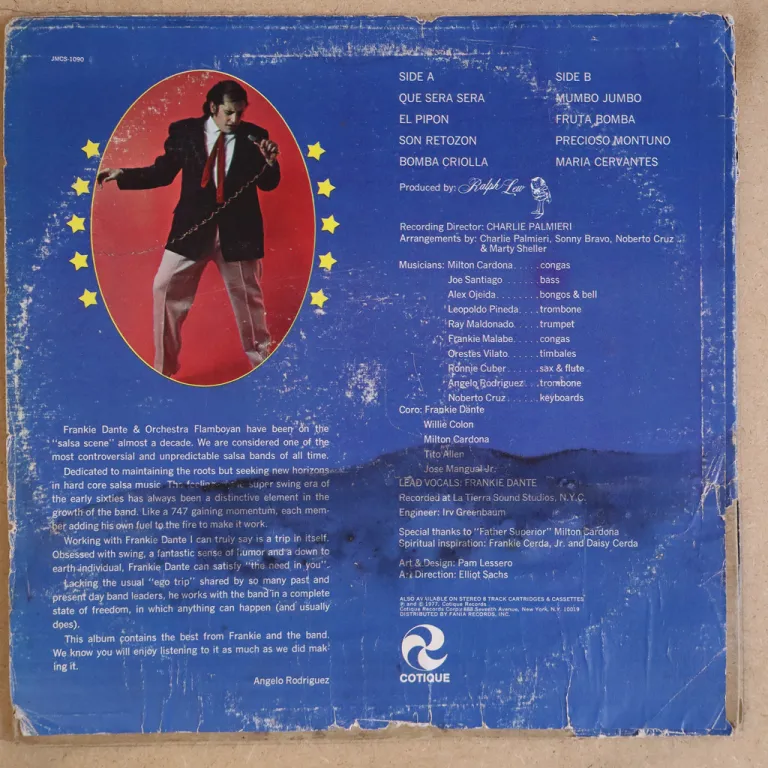 JMCS-1090
SIDE A
QUE SERA SERA
EL PIPON
SON RETOZON
BOMBA CRIOLLA
SIDE B
MUMBO JUMBO
FRUTA BOMBA
PRECIOSO MONTUNO
MARIA CERVANTES
Produced by: Ralph Lew
Recording Director: CHARLIE PALMIERI
Arrangements by: Charlie Palmieri, Sonny Bravo, Noberto Cruz
& Marty Sheller
Musicians: Milton Cardona.....congas
Joe Santiago........bass
Alex Ojeida.........bongos & bell
Leopoldo Pineda.....trombone
Ray Maldonado.....trumpet
Frankie Malabe.....congas
Orestes Vilato......timbales
Ronnie Cuber.......sax & flute
Angelo Rodriguez...trombone
Noberto Cruz.......keyboards
Coro: Frankie Dante
Willie Colon
Milton Cardona
Tito Allen
Jose Mangual Jr.
LEAD VOCALS: FRANKIE DANTE
Recorded at La Tierra Sound Studios, N.Y.C.
Engineer: Irv Greenbaum
Special thanks to "Father Superior" Milton Cardona
Spiritual inspiration: Frankie Cerda, Jr. and Daisy Cerda
Art & Design: Pam Lessero
Art Direction: Elliot Sachs
ALSO AVAILABLE ON STEREO 8 TRACK CARTRIDGES & CASSETTES
℗ and © 1977, Cotique Records
Cotique Records Corp. 888 Seventh Avenue, New York, N.Y. 10019
DISTRIBUTED BY FANIA RECORDS, INC.
COTIQUE
Frankie Dante & Orchestra Flamboyan have been on the
"salsa scene" almost a decade. We are considered one of the
most controversial and unpredictable salsa bands of all time.
Dedicated to maintaining the roots but seeking new horizons
in hard core salsa music. The feeling of the super swing era of
the early sixties has always been a distinctive element in the
growth of the band. Like a 747 gaining momentum, each mem-
ber adding his own fuel to the fire to make it work.
Working with Frankie Dante I can truly say is a trip in itself.
Obsessed with swing, a fantastic sense of humor and a down to
earth individual, Frankie Dante can satisfy "the need in you".
Lacking the usual "ego trip" shared by so many past and
present day band leaders, he works with the band in a complete
state of freedom, in which anything can happen (and usually
does).
This album contains the best from Frankie and the band.
We know you will enjoy listening to it as much as we did mak-
ing it.
Angelo Rodriguez